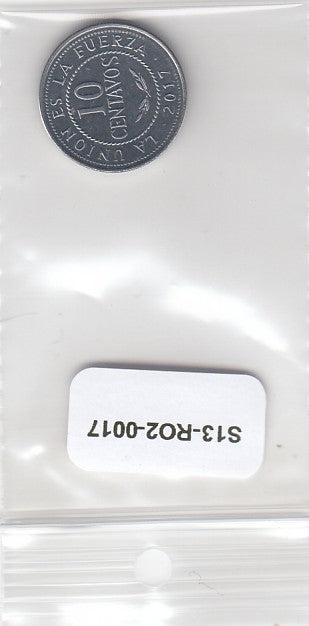 LA UNION ES LA FUERZA
2017
10
CENTAVOS
S13-RO2-0017